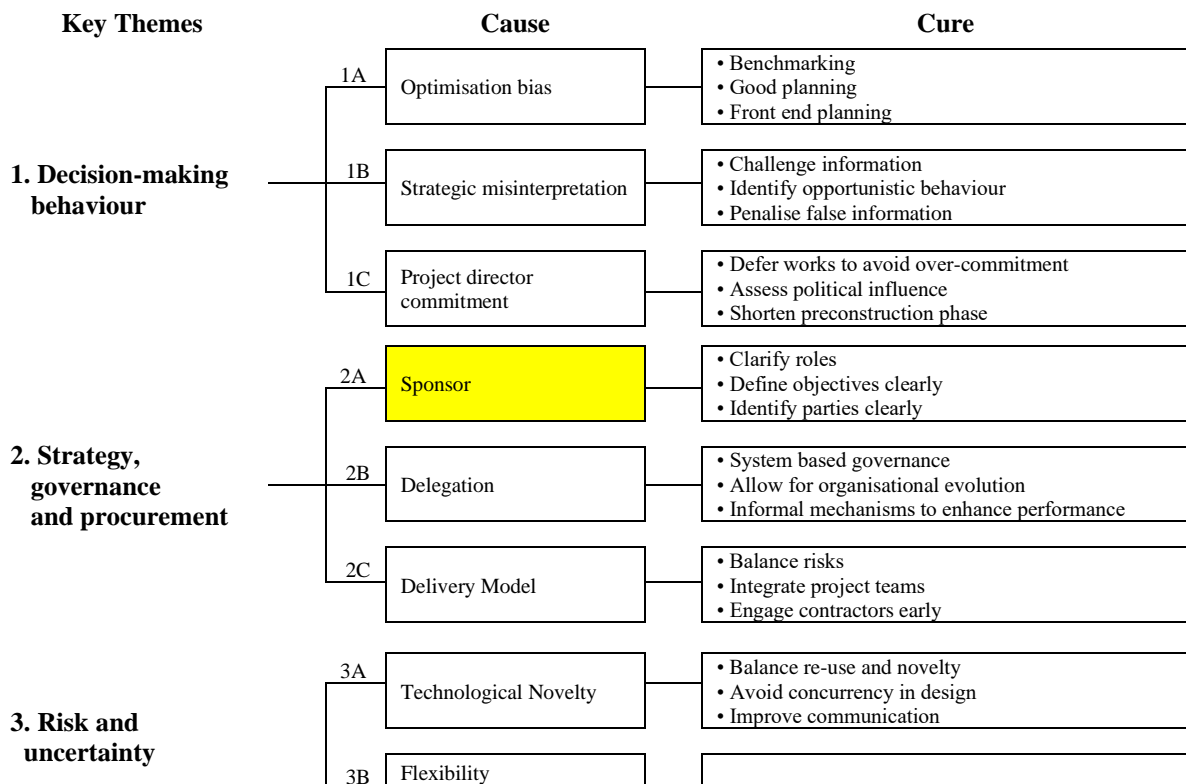 Key Themes Cause Cure
1A
Optimisation bias
• Benchmarking
• Good planning
• Front end planning
1. Decision-making
behaviour
1B
Strategic misinterpretation
• Challenge information
• Identify opportunistic behaviour
• Penalise false information
1C
Project director
commitment
• Defer works to avoid over-commitment
• Assess political influence
• Shorten preconstruction phase
2A
Sponsor
• Clarify roles
• Define objectives clearly
• Identify parties clearly
2. Strategy,
governance
and procurement
2B
Delegation
• System based governance
• Allow for organisational evolution
• Informal mechanisms to enhance performance
2C
Delivery Model
• Balance risks
• Integrate project teams
• Engage contractors early
3A
Technological Novelty
• Balance re-use and novelty
• Avoid concurrency in design
• Improve communication
3. Risk and
uncertainty
3B
Flexibility